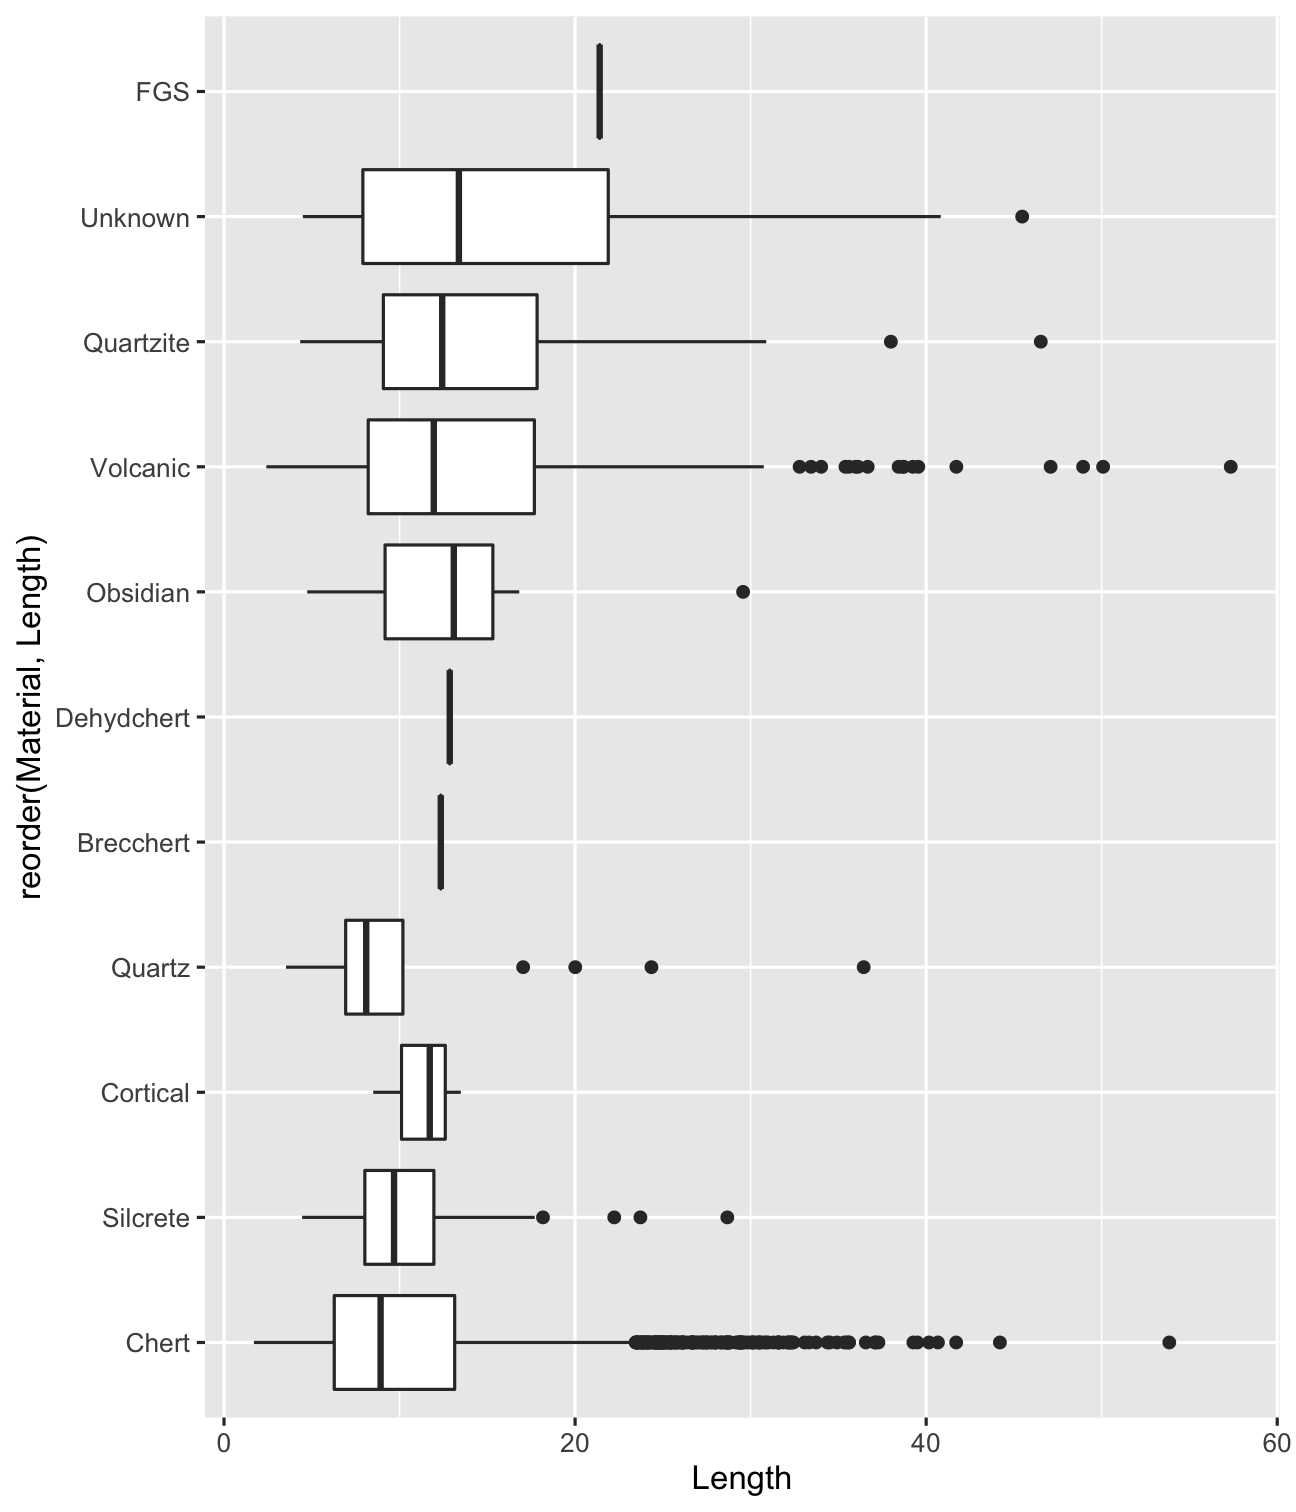 FGS
Unknown
Quartzite
Volcanic
Obsidian
Dehydchert
Brecchert
Quartz
Cortical
Silcrete
Chert
reorder(Material, Length)
0 20 40 60
Length